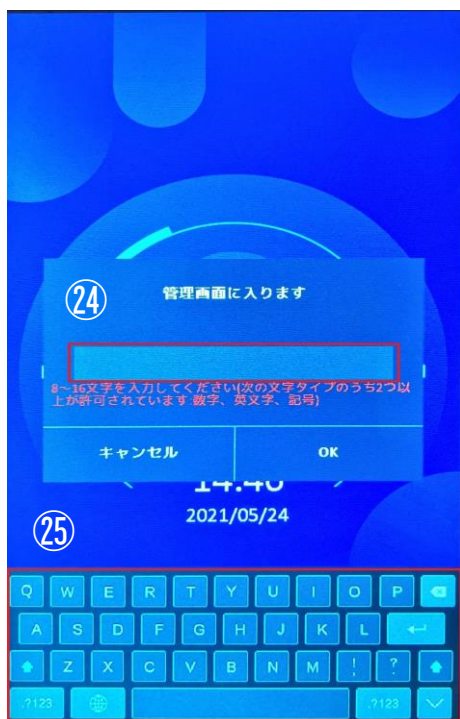 ㉔
管理画面に入ります
8～16文字を入力してください(次の文字タイプのうち2つ以
上が許可されています:数字、英文字、記号)
キャンセル OK
2021/05/24
㉕
Q W E R T Y U I O P
A S D F G H J K L
Z X C V B N M ! ?
.?123 .?123